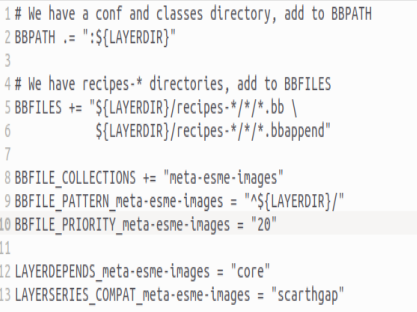 1 # We have a conf and classes directory, add to BBPATH
2 BBPATH .= ":${LAYERDIR}"
3
4 # We have recipes-* directories, add to BBFILES
5 BBFILES += "${LAYERDIR}/recipes-*/*/*.bb \
6            ${LAYERDIR}/recipes-*/*/*.bbappend"
7
8 BBFILE_COLLECTIONS += "meta-esme-images"
9 BBFILE_PATTERN_meta-esme-images = "^${LAYERDIR}/"
10 BBFILE_PRIORITY_meta-esme-images = "20"
11
12 LAYERDEPENDS_meta-esme-images = "core"
13 LAYERSERIES_COMPAT_meta-esme-images = "scarthgap"